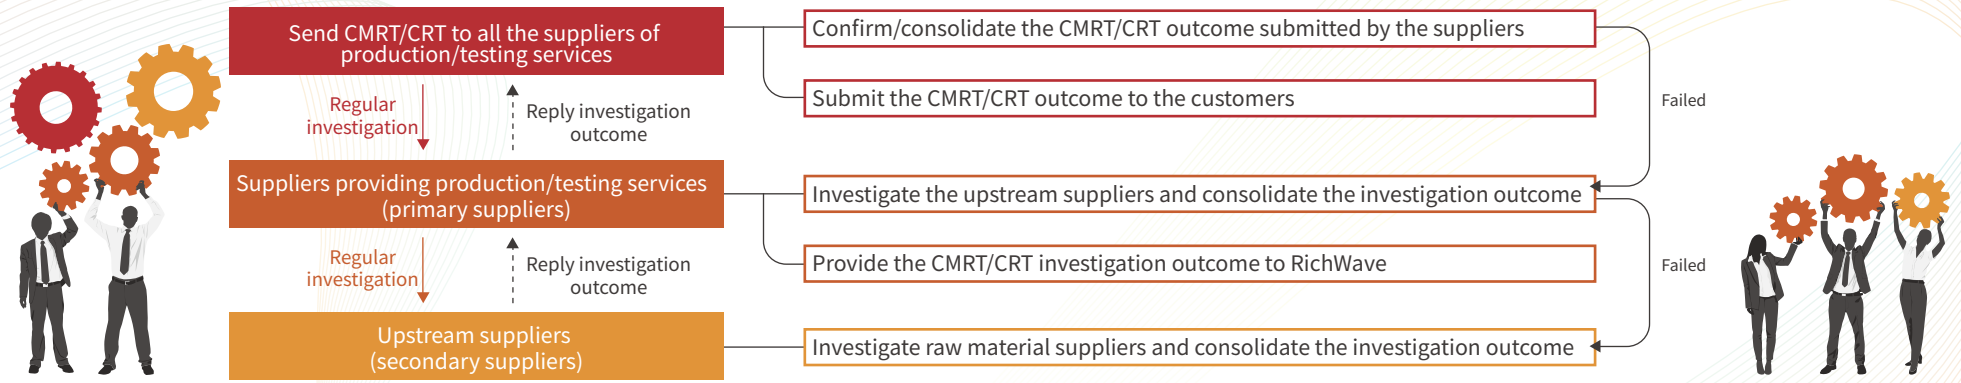 Send CMRT/CRT to all the suppliers of
production/testing services
Confirm/consolidate the CMRT/CRT outcome submitted by the suppliers
Submit the CMRT/CRT outcome to the customers
Failed
Regular
investigation
Reply investigation
outcome
Suppliers providing production/testing services
(primary suppliers)
Investigate the upstream suppliers and consolidate the investigation outcome
Provide the CMRT/CRT investigation outcome to RichWave
Failed
Regular
investigation
Reply investigation
outcome
Upstream suppliers
(secondary suppliers)
Investigate raw material suppliers and consolidate the investigation outcome